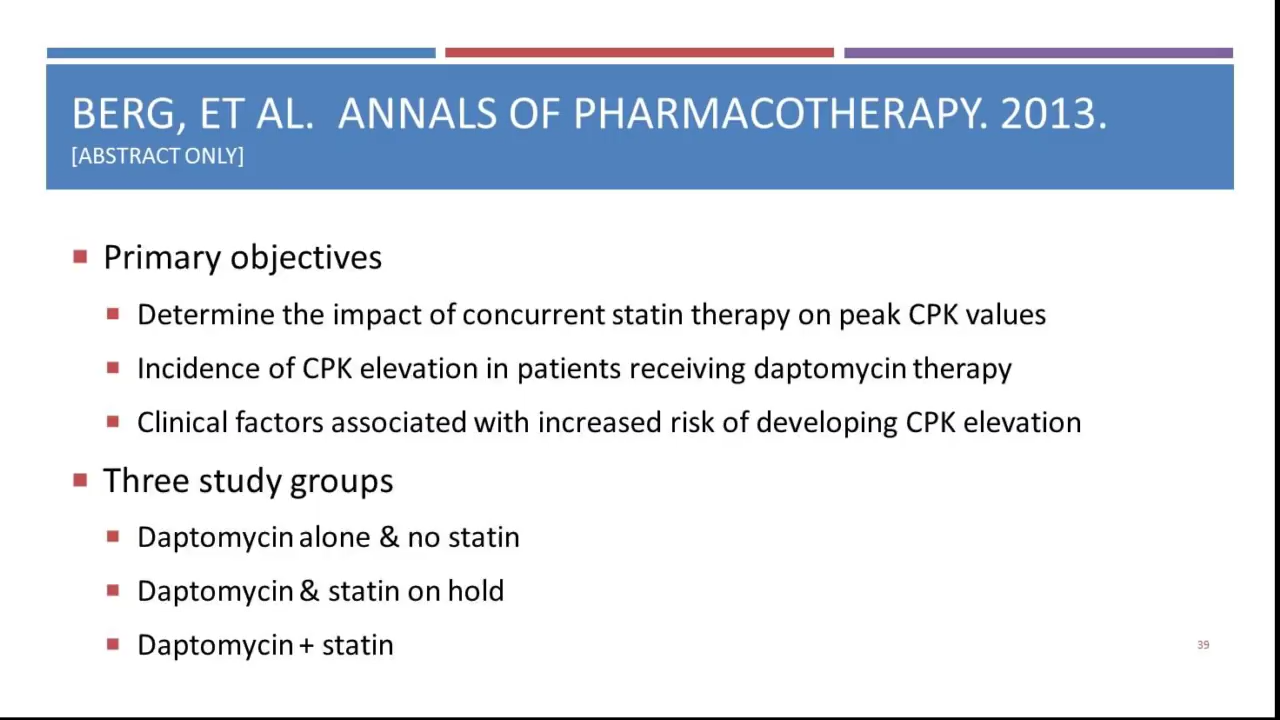 BERG, ET AL.  ANNALS OF PHARMACOTHERAPY. 2013.
[ABSTRACT ONLY]
Primary objectives
Determine the impact of concurrent statin therapy on peak CPK values
Incidence of CPK elevation in patients receiving daptomycin therapy
Clinical factors associated with increased risk of developing CPK elevation
Three study groups
Daptomycin alone & no statin
Daptomycin & statin on hold
Daptomycin + statin
39